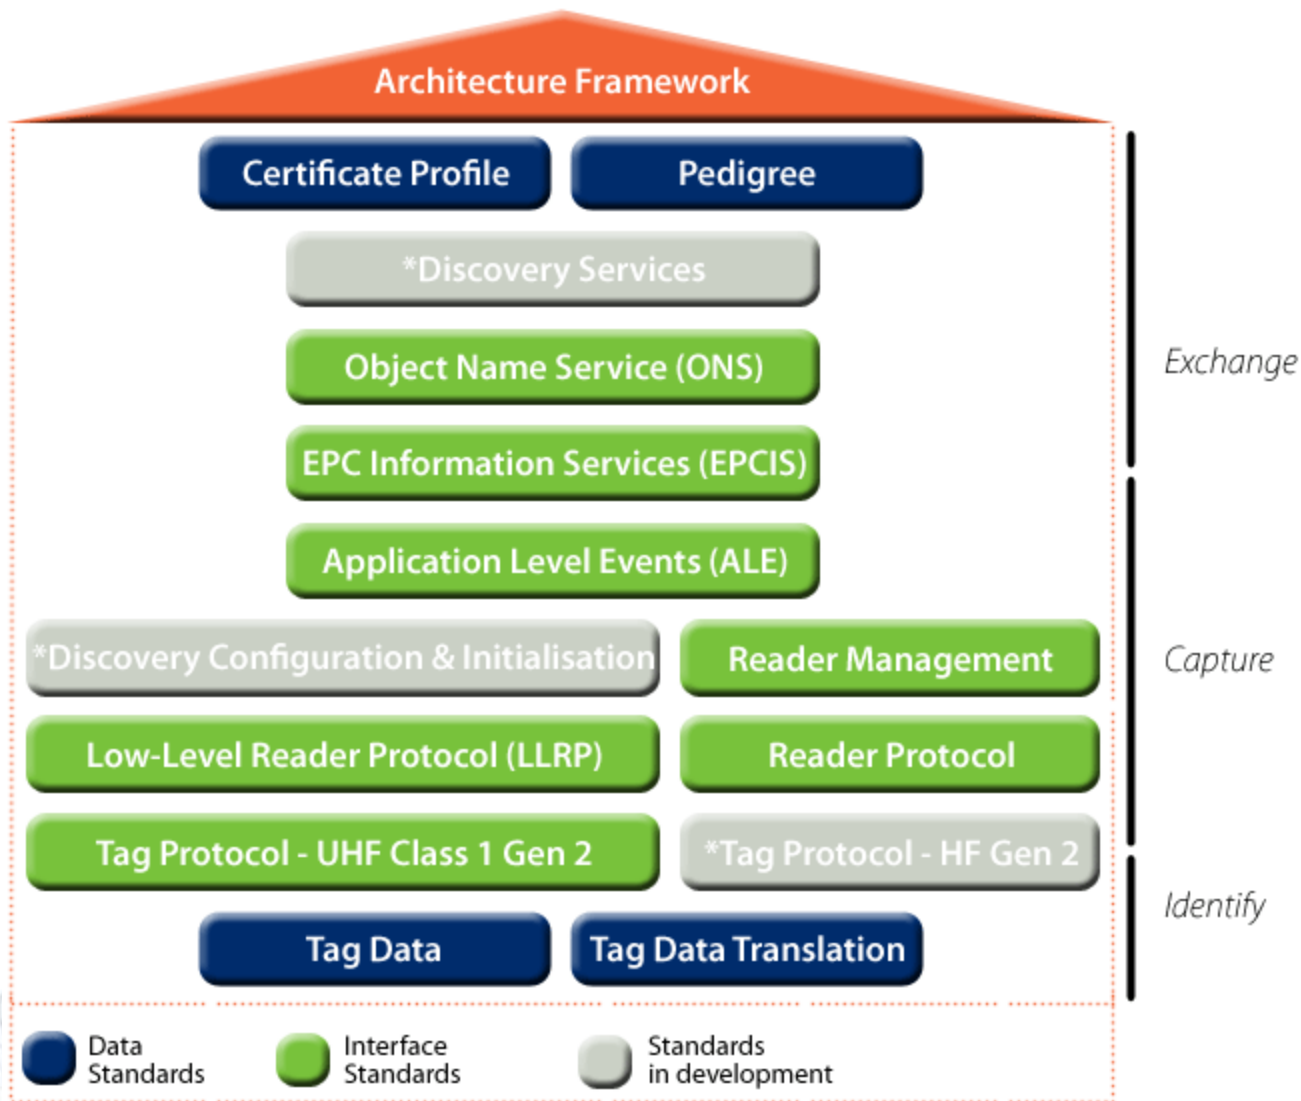 Architecture Framework
Certificate Profile
Pedigree
*Discovery Services
Object Name Service (ONS)
Exchange
EPC Information Services (EPCIS)
Application Level Events (ALE)
*Discovery Configuration & Initialisation
Reader Management
Capture
Low-Level Reader Protocol (LLRP)
Reader Protocol
Tag Protocol - UHF Class 1 Gen 2
*Tag Protocol - HF Gen 2
Identify
Tag Data
Tag Data Translation
Data
Standards
Interface
Standards
Standards
in development